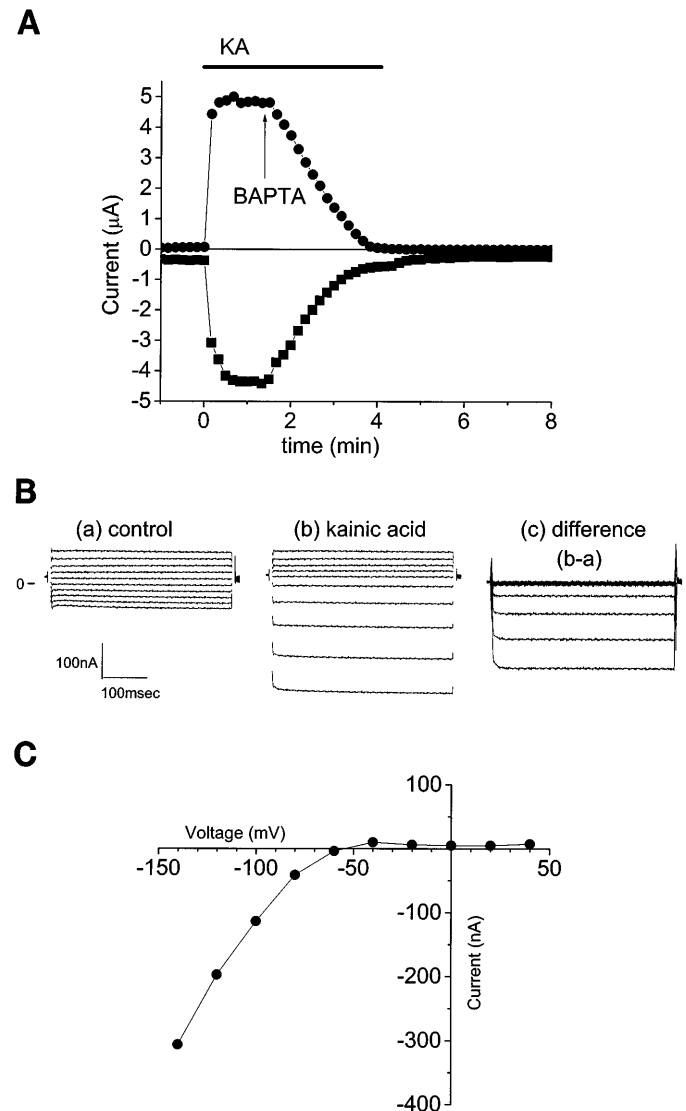 A
KA
5
4
3
2
1
0
-1
-2
-3
-4
-5
Current (μA)
BAPTA
0 2 4 6 8
time (min)
B
(a) control
(b) kainic acid
(c) difference
(b-a)
0
100nA
100msec
C
100
Voltage (mV)
-150 -100 -50 50
-100
-200
-300
-400
Current (nA)